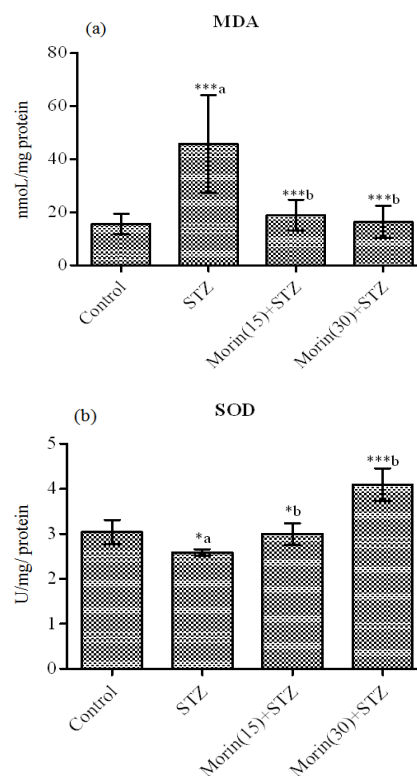 (a) MDA
80
60
40
20
0
nmoL/mg protein
***a
***b
***b
Control
STZ
Morin(15)+STZ
Morin(30)+STZ
(b) SOD
5
4
3
2
1
0
U/mg/ protein
*a
*b
***b
Control
STZ
Morin(15)+STZ
Morin(30)+STZ